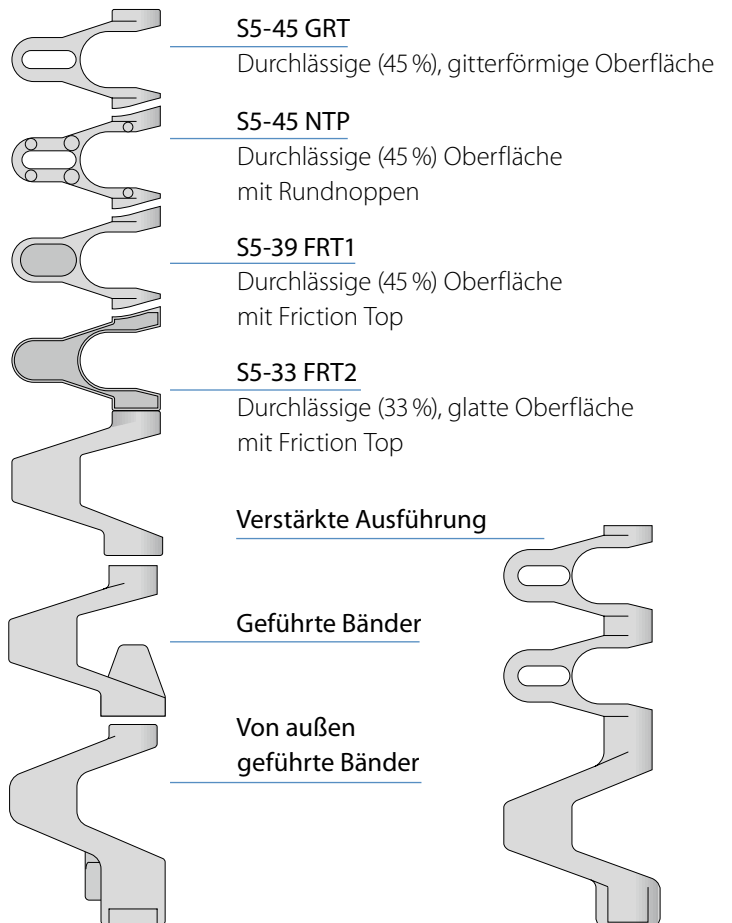 S5-45 GRT
Durchlässige (45 %), gitterförmige Oberfläche
S5-45 NTP
Durchlässige (45 %) Oberfläche
mit Rundnoppen
S5-39 FRT1
Durchlässige (45 %) Oberfläche
mit Friction Top
S5-33 FRT2
Durchlässige (33 %), glatte Oberfläche
mit Friction Top
Verstärkte Ausführung
Geführte Bänder
Von außen
geführte Bänder